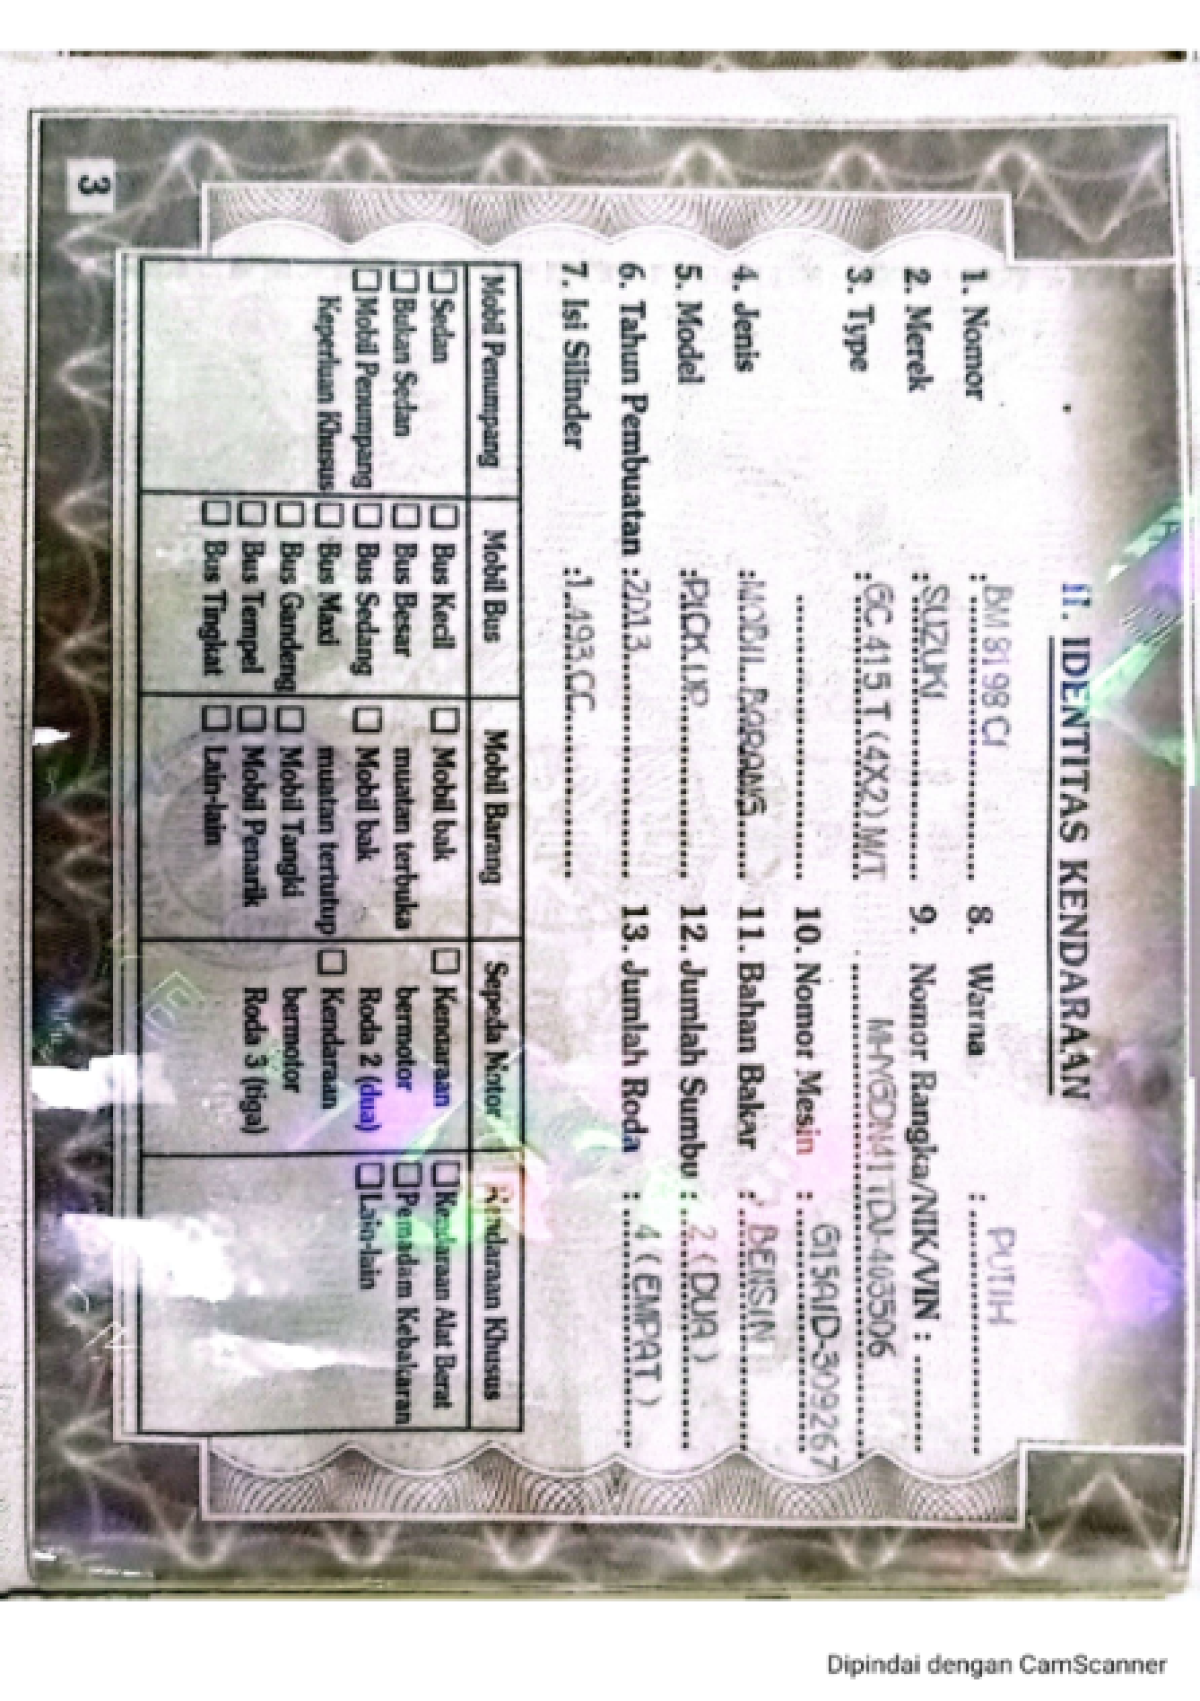 II. IDENTITAS KENDARAAN
1. Nomor : BM 8198 CI
2. Merek : SUZUKI
3. Type : GC 415 T (4X2) M/T
4. Jenis : MOBIL BARANG
5. Model : PICK UP
6. Tahun Pembuatan : 2013
7. Isi Silinder : 1.493 CC
8. Warna : PUTIH
9. Nomor Rangka/NIK/VIN :
MHYGDN41TDJ-403506
10. Nomor Mesin : G15AID-309267
11. Bahan Bakar : BENSIN
12. Jumlah Sumbu : 2 ( DUA )
13. Jumlah Roda : 4 ( EMPAT )
Mobil Penumpang
Sedan
Bukan Sedan
Mobil Penumpang
Keperluan Khusus
Mobil Bus
Bus Kecil
Bus Besar
Bus Sedang
Bus Maxi
Bus Gandeng
Bus Tempel
Bus Tingkat
Mobil Barang
Mobil bak
muatan terbuka
Mobil bak
muatan tertutup
Mobil Tangki
Mobil Penarik
Lain-lain
Sepeda Motor
Kendaraan
bermotor
Roda 2 (dua)
Kendaraan
bermotor
Roda 3 (tiga)
Kendaraan Khusus
Kendaraan Alat Berat
Pemadam Kebakaran
Lain-lain
3
Dipindai dengan CamScanner